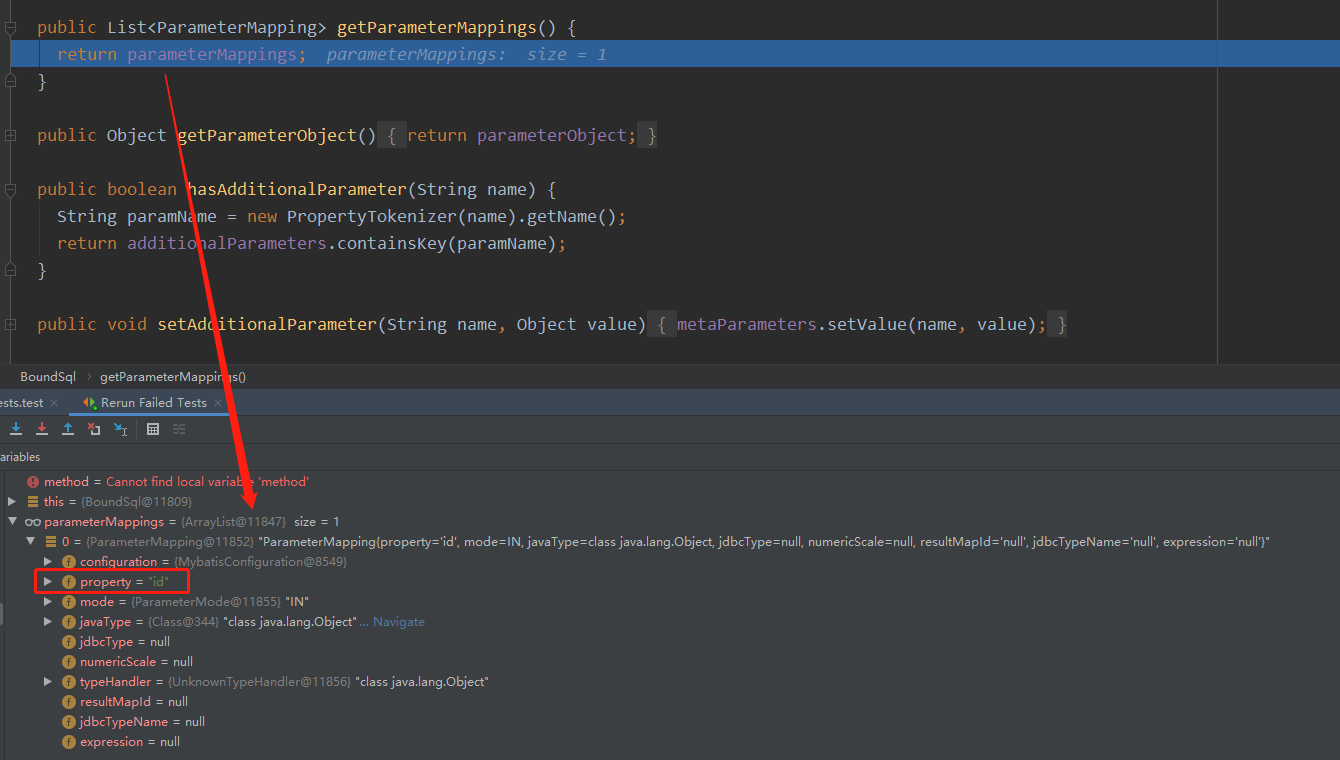 public List<ParameterMapping> getParameterMappings() {
return parameterMappings; parameterMappings: size = 1
}
public Object getParameterObject() { return parameterObject; }
public boolean hasAdditionalParameter(String name) {
String paramName = new PropertyTokenizer(name).getName();
return additionalParameters.containsKey(paramName);
}
public void setAdditionalParameter(String name, Object value) { metaParameters.setValue(name, value); }
BoundSql › getParameterMappings()
ests.test × Rerun Failed Tests ×
ariables
method = Cannot find local variable 'method'
this = {BoundSql@11809}
parameterMappings = {ArrayList@11847} size = 1
0 = {ParameterMapping@11852} "ParameterMapping{property='id', mode=IN, javaType=class java.lang.Object, jdbcType=null, numericScale=null, resultMapId='null', jdbcTypeName='null', expression='null'}"
f configuration = {MybatisConfiguration@8549}
f property = "id"
f mode = {ParameterMode@11855} "IN"
f javaType = {Class@344} "class java.lang.Object" ... Navigate
f jdbcType = null
f numericScale = null
f typeHandler = {UnknownTypeHandler@11856} "class java.lang.Object"
f resultMapId = null
f jdbcTypeName = null
f expression = null